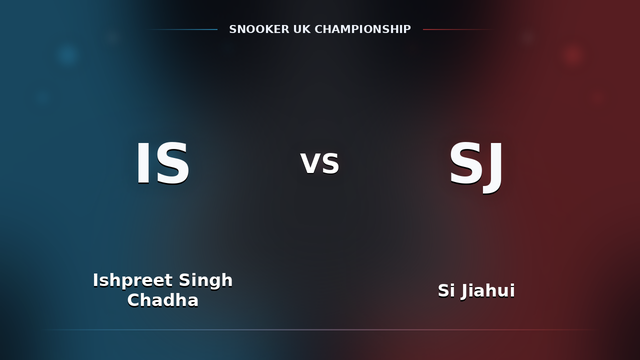 SNOOKER UK CHAMPIONSHIP
IS
VS
SJ
Ishpreet Singh
Chadha
Si Jiahui